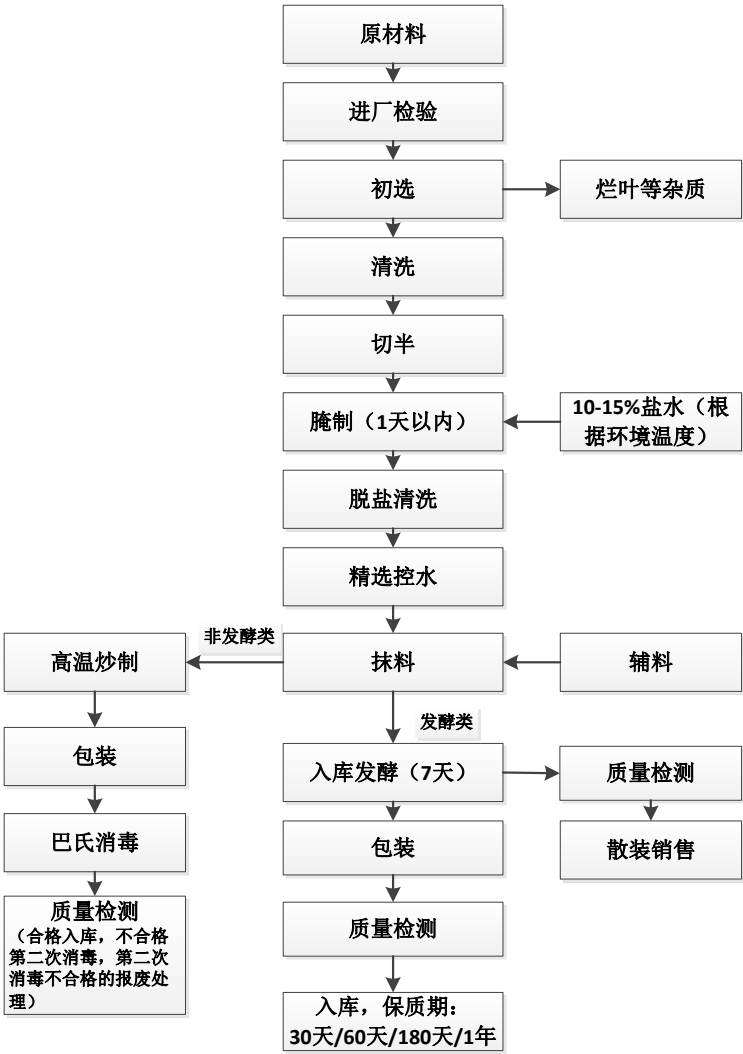 原材料
进厂检验
初选
烂叶等杂质
清洗
切半
腌制（1天以内）
10-15%盐水（根
据环境温度）
脱盐清洗
精选控水
非发酵类
高温炒制
抹料
辅料
发酵类
包装
入库发酵（7天）
质量检测
巴氏消毒
包装
散装销售
质量检测
（合格入库，不合格
第二次消毒，第二次
消毒不合格的报废处
理）
质量检测
入库，保质期：
30天/60天/180天/1年